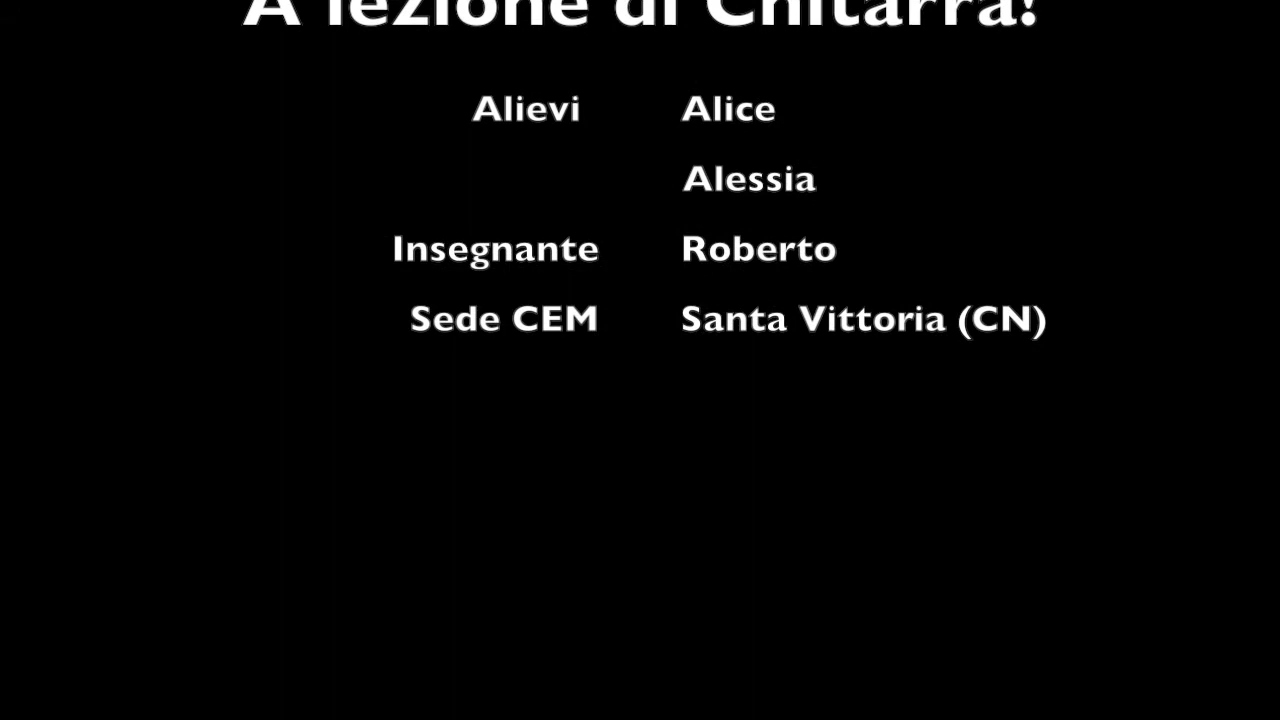 A lezione di Chitarra!
Alievi Alice
Alessia
Insegnante Roberto
Sede CEM Santa Vittoria (CN)